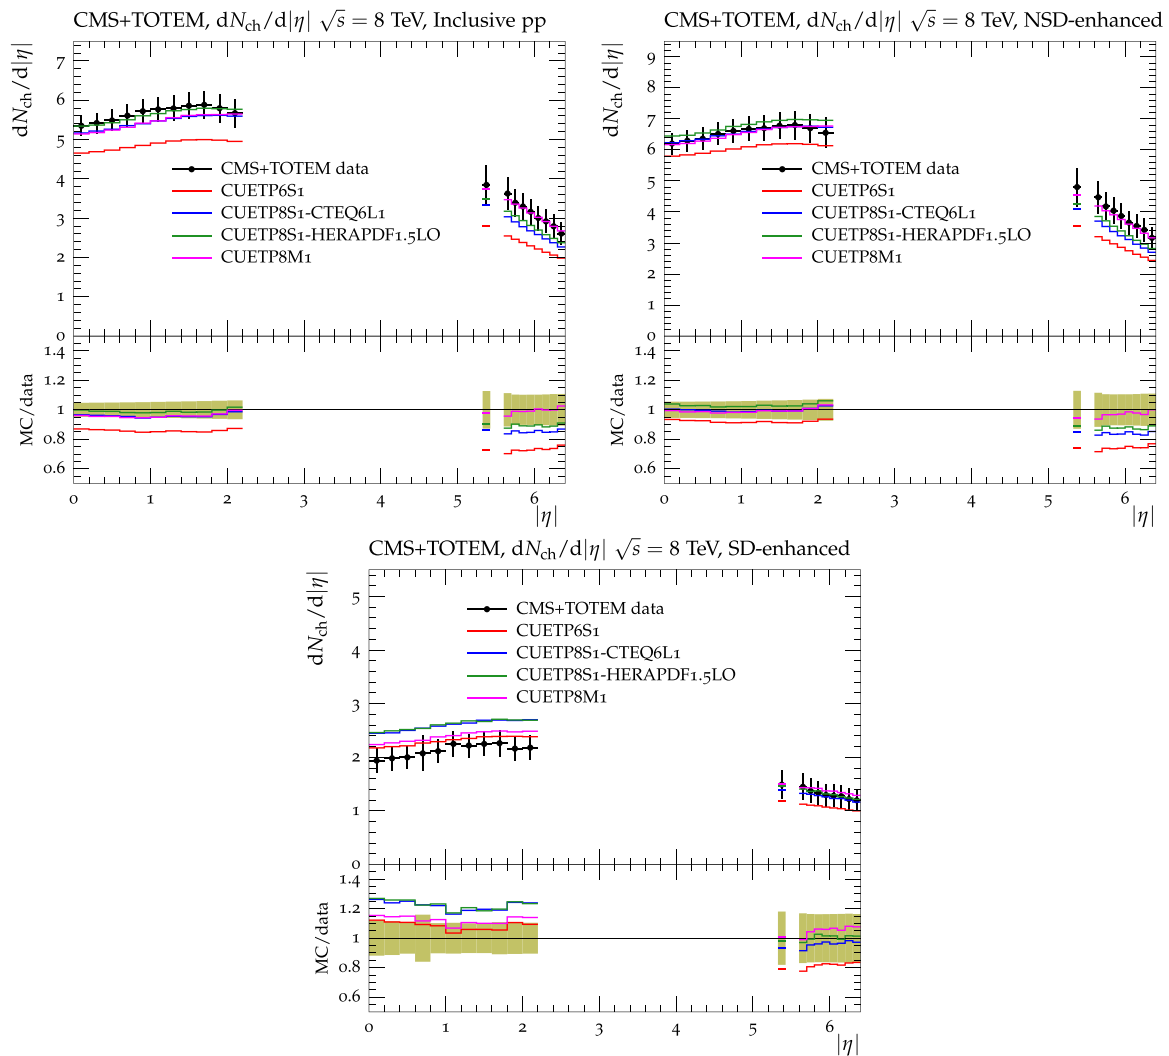 CMS+TOTEM, dN_ch/d|η| √s = 8 TeV, Inclusive pp
dN_ch/d|η|
7
6
5
4
3
2
1
0
CMS+TOTEM data
CUETP6S1
CUETP8S1-CTEQ6L1
CUETP8S1-HERAPDF1.5LO
CUETP8M1
MC/data
1.4
1.2
1
0.8
0.6
0 1 2 3 4 5 6
|η|
CMS+TOTEM, dN_ch/d|η| √s = 8 TeV, NSD-enhanced
dN_ch/d|η|
9
8
7
6
5
4
3
2
1
0
CMS+TOTEM data
CUETP6S1
CUETP8S1-CTEQ6L1
CUETP8S1-HERAPDF1.5LO
CUETP8M1
MC/data
1.4
1.2
1
0.8
0.6
0 1 2 3 4 5 6
|η|
CMS+TOTEM, dN_ch/d|η| √s = 8 TeV, SD-enhanced
dN_ch/d|η|
5
4
3
2
1
0
CMS+TOTEM data
CUETP6S1
CUETP8S1-CTEQ6L1
CUETP8S1-HERAPDF1.5LO
CUETP8M1
MC/data
1.4
1.2
1
0.8
0.6
0 1 2 3 4 5 6
|η|